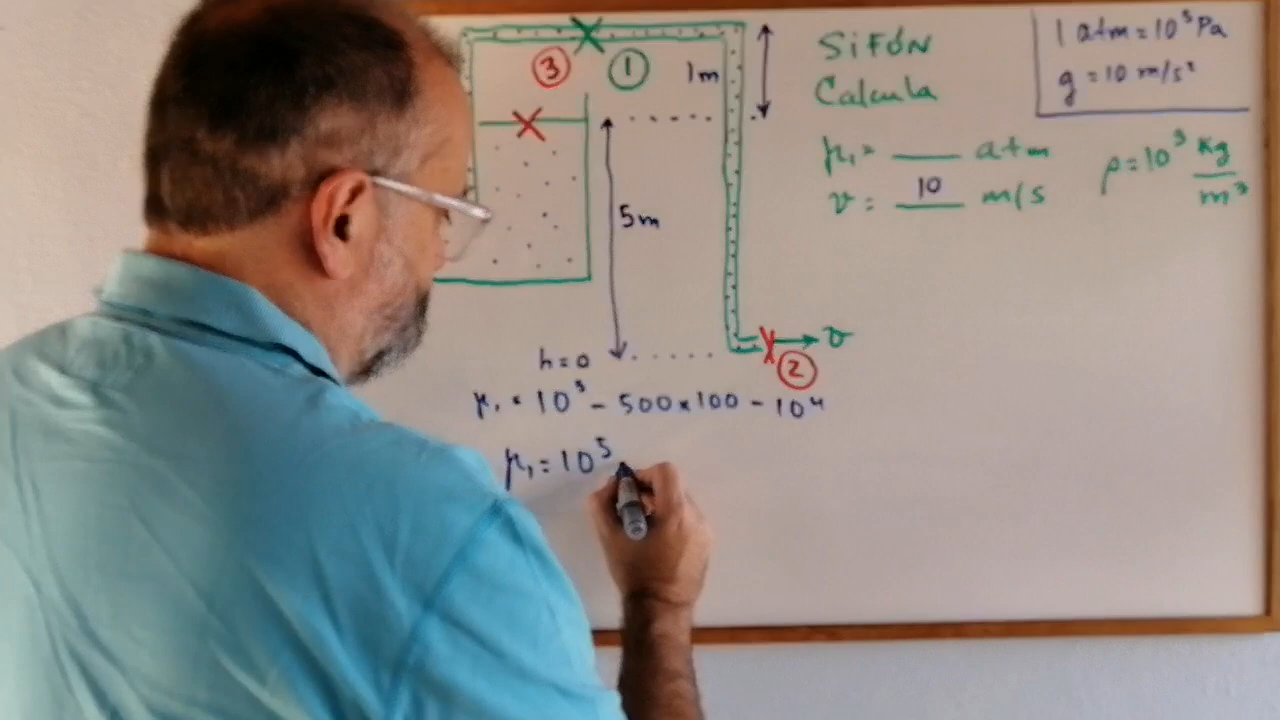 ③ ① 1m
SiFÓN
Calcula
1 atm = 10⁵ Pa
g = 10 m/s²
p₁ = ___ atm
v = 10 m/s
ρ = 10³ Kg/m³
5m
h = 0
v
②
p₁ = 10⁵ - 500 x 100 - 10⁴
p₁ = 10⁵